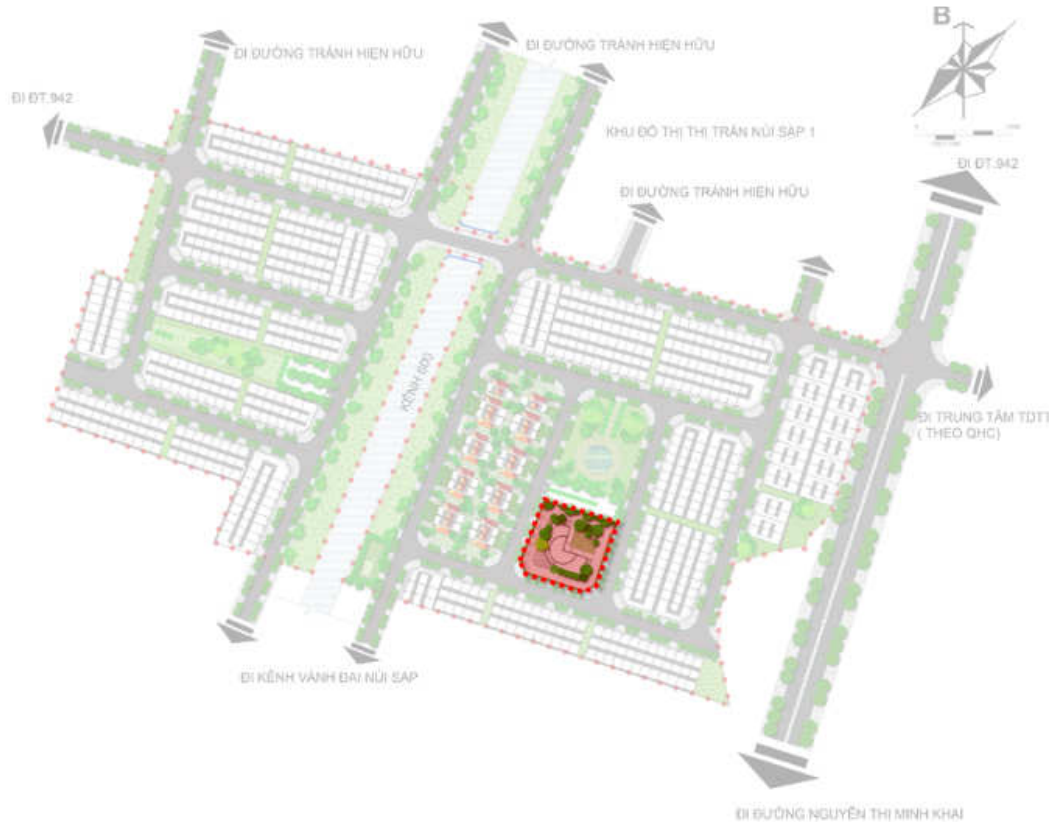 B
ĐI ĐƯỜNG TRÁNH HIỆN HỮU
ĐI ĐƯỜNG TRÁNH HIỆN HỮU
ĐI ĐT.942
KHU ĐÔ THỊ THỊ TRẤN NÚI SẬP 1
ĐI ĐT.942
ĐI ĐƯỜNG TRÁNH HIỆN HỮU
KÊNH 600
ĐI TRUNG TÂM TDTT
( THEO QHC)
ĐI KÊNH VÀNH ĐAI NÚI SẬP
ĐI ĐƯỜNG NGUYỄN THỊ MINH KHAI